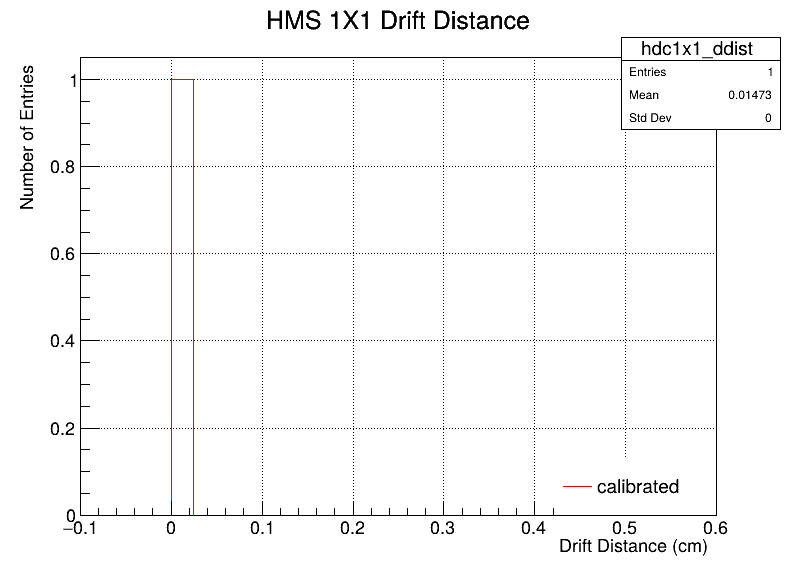 HMS 1X1 Drift Distance
hdc1x1_ddist
Entries 1
Mean 0.01473
Std Dev 0
Number of Entries
1
0.8
0.6
0.4
0.2
0
−0.1 0 0.1 0.2 0.3 0.4 0.5 0.6
calibrated
Drift Distance (cm)